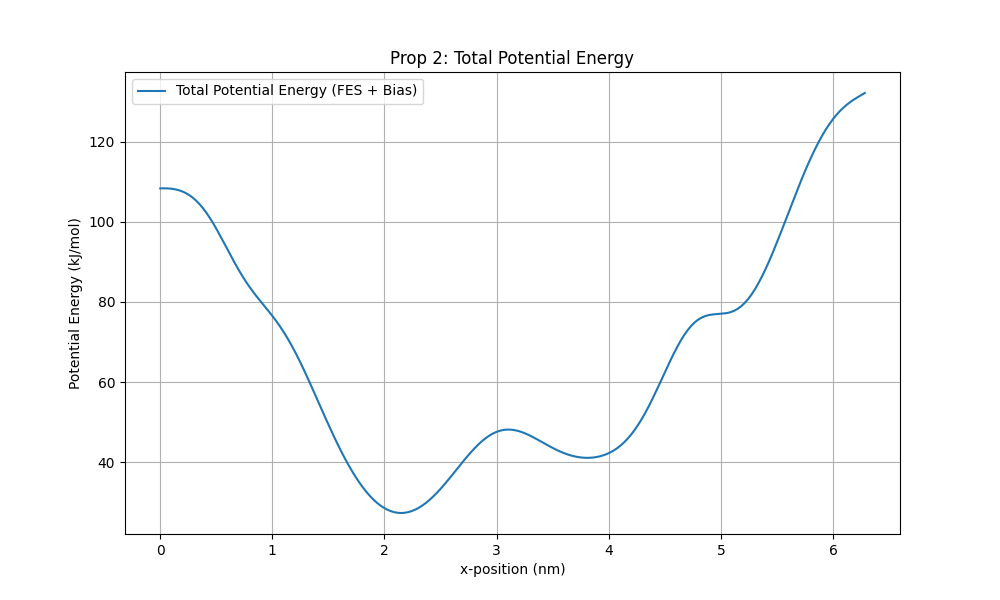 Prop 2: Total Potential Energy
Total Potential Energy (FES + Bias)
120
100
80
60
40
Potential Energy (kJ/mol)
0 1 2 3 4 5 6
x-position (nm)